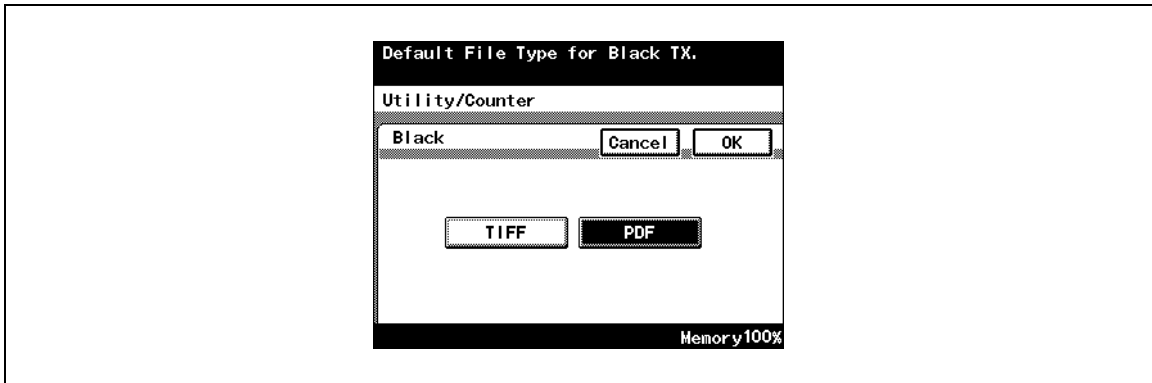 Default File Type for Black TX.
Utility/Counter
Black Cancel OK
TIFF PDF
Memory100%